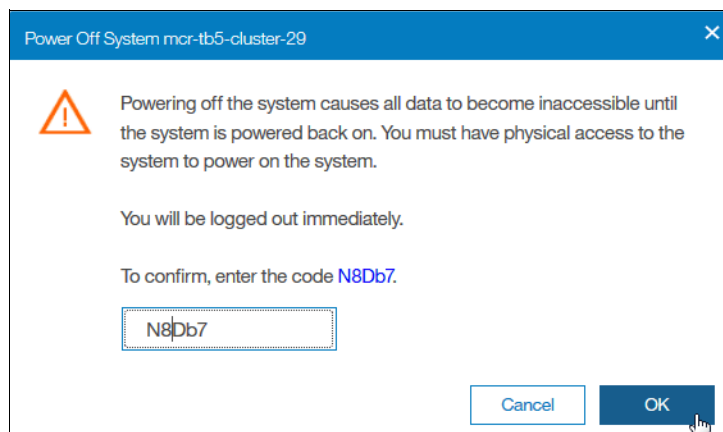 Power Off System mcr-tb5-cluster-29
Powering off the system causes all data to become inaccessible until
the system is powered back on. You must have physical access to the
system to power on the system.
You will be logged out immediately.
To confirm, enter the code N8Db7.
N8Db7
Cancel
OK